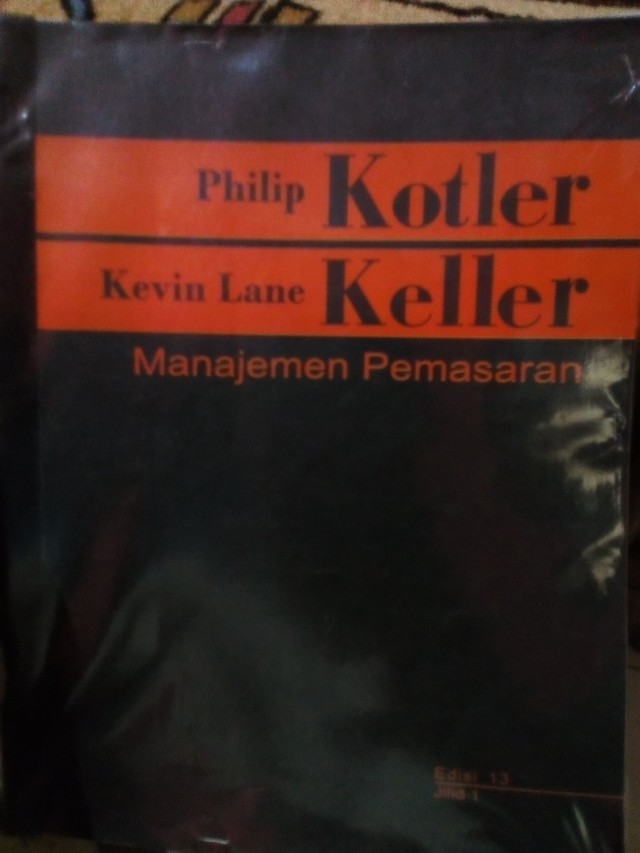 Philip Kotler
Kevin Lane Keller
Manajemen Pemasaran
Edisi 13
Jilid 1